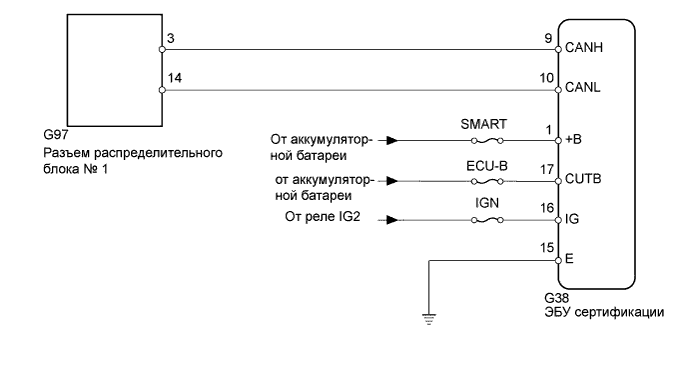 3
9
CANH
14
10
CANL
G97
Разъем распределительного
блока № 1
От аккумулятор-
ной батареи
SMART
1
+B
от аккумулятор-
ной батареи
ECU-B
17
CUTB
От реле IG2
IGN
16
IG
15
E
G38
ЭБУ сертификации